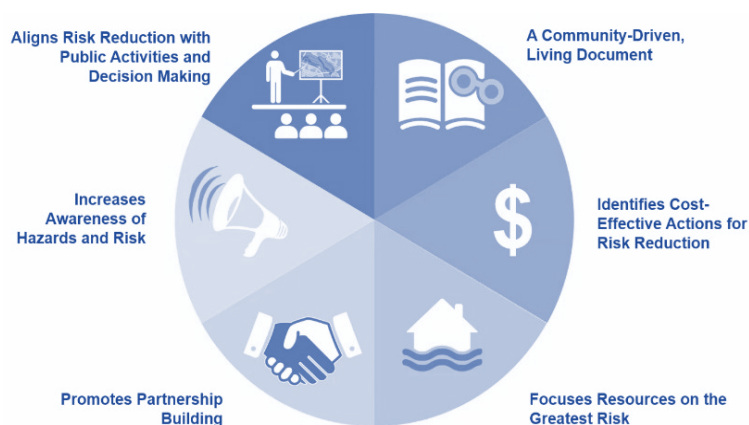 Aligns Risk Reduction with
Public Activities and
Decision Making
A Community-Driven,
Living Document
Increases
Awareness of
Hazards and Risk
$
Identifies Cost-
Effective Actions for
Risk Reduction
Promotes Partnership
Building
Focuses Resources on the
Greatest Risk